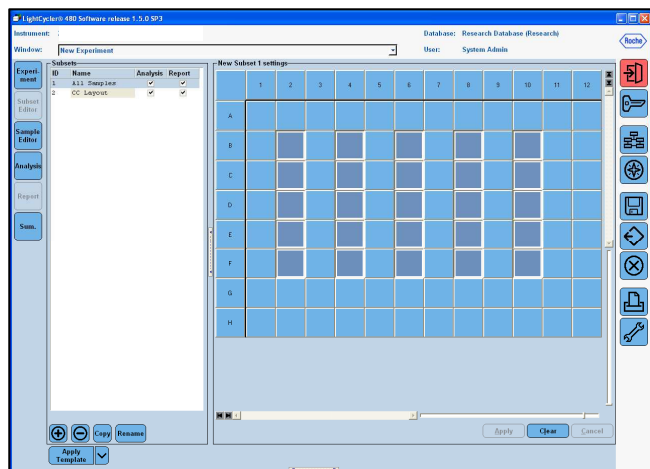 LightCycler® 480 Software release 1.5.0 SP3
Instrument: Database: Research Database (Research)
Window: New Experiment User: System Admin
Roche
Subsets
ID Name Analysis Report
1 All Samples
2 CC Layout
New Subset 1 settings
1 2 3 4 5 6 7 8 9 10 11 12
A
B
C
D
E
F
G
H
Experi-
ment
Subset
Editor
Sample
Editor
Analysis
Report
Sum.
Copy Rename
Apply
Template
Apply Clear Cancel